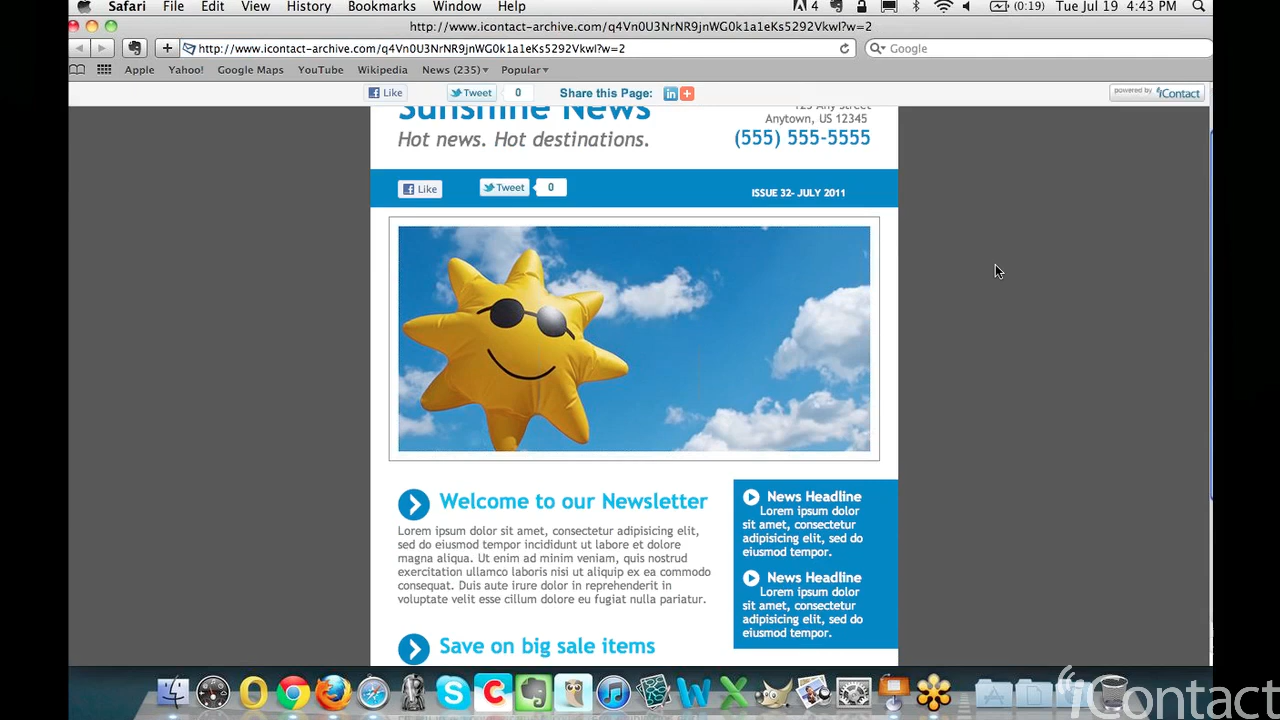 Safari File Edit View History Bookmarks Window Help 4 (0:19) Tue Jul 19 4:43 PM
http://www.icontact-archive.com/q4Vn0U3NrNR9jnWG0k1a1eKs5292Vkwl?w=2
http://www.icontact-archive.com/q4Vn0U3NrNR9jnWG0k1a1eKs5292Vkwl?w=2 Google
Apple Yahoo! Google Maps YouTube Wikipedia News (235) Popular
Like Tweet 0 Share this Page: powered by iContact
Sunshine News
123 Any street
Anytown, US 12345
Hot news. Hot destinations.
(555) 555-5555
Like Tweet 0 ISSUE 32- JULY 2011
Welcome to our Newsletter
Lorem ipsum dolor sit amet, consectetur adipisicing elit,
sed do eiusmod tempor incididunt ut labore et dolore
magna aliqua. Ut enim ad minim veniam, quis nostrud
exercitation ullamco laboris nisi ut aliquip ex ea commodo
consequat. Duis aute irure dolor in reprehenderit in
voluptate velit esse cillum dolore eu fugiat nulla pariatur.
Save on big sale items
News Headline
Lorem ipsum dolor
sit amet, consectetur
adipisicing elit, sed do
eiusmod tempor.
News Headline
Lorem ipsum dolor
sit amet, consectetur
adipisicing elit, sed do
eiusmod tempor.
iContact